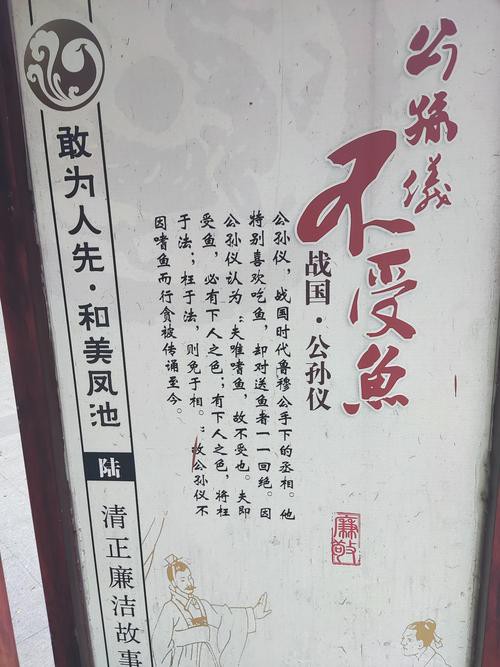 公孫儀
不受魚
战国·公孙仪
公孙仪，战国时代鲁穆公手下的丞相。他
特别喜欢吃鱼，却对送鱼者一一回绝。因
公孙仪认为：“夫唯嗜鱼，故不受也。夫即
受鱼，必有下人之色；有下人之色，将枉
于法；枉于法，则免于相。”故公孙仪不
因嗜鱼而行贪被传诵至今。
敢为人先·和美凤池
陆
清正廉洁故事